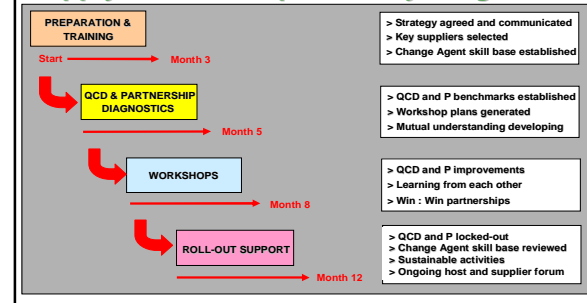 PREPARATION &
TRAINING
> Strategy agreed and communicated
> Key suppliers selected
> Change Agent skill base established
Start
Month 3
QCD & PARTNERSHIP
DIAGNOSTICS
> QCD and P benchmarks established
> Workshop plans generated
> Mutual understanding developing
Month 5
WORKSHOPS
> QCD and P improvements
> Learning from each other
> Win : Win partnerships
Month 8
ROLL-OUT SUPPORT
> QCD and P locked-out
> Change Agent skill base reviewed
> Sustainable activities
> Ongoing host and supplier forum
Month 12